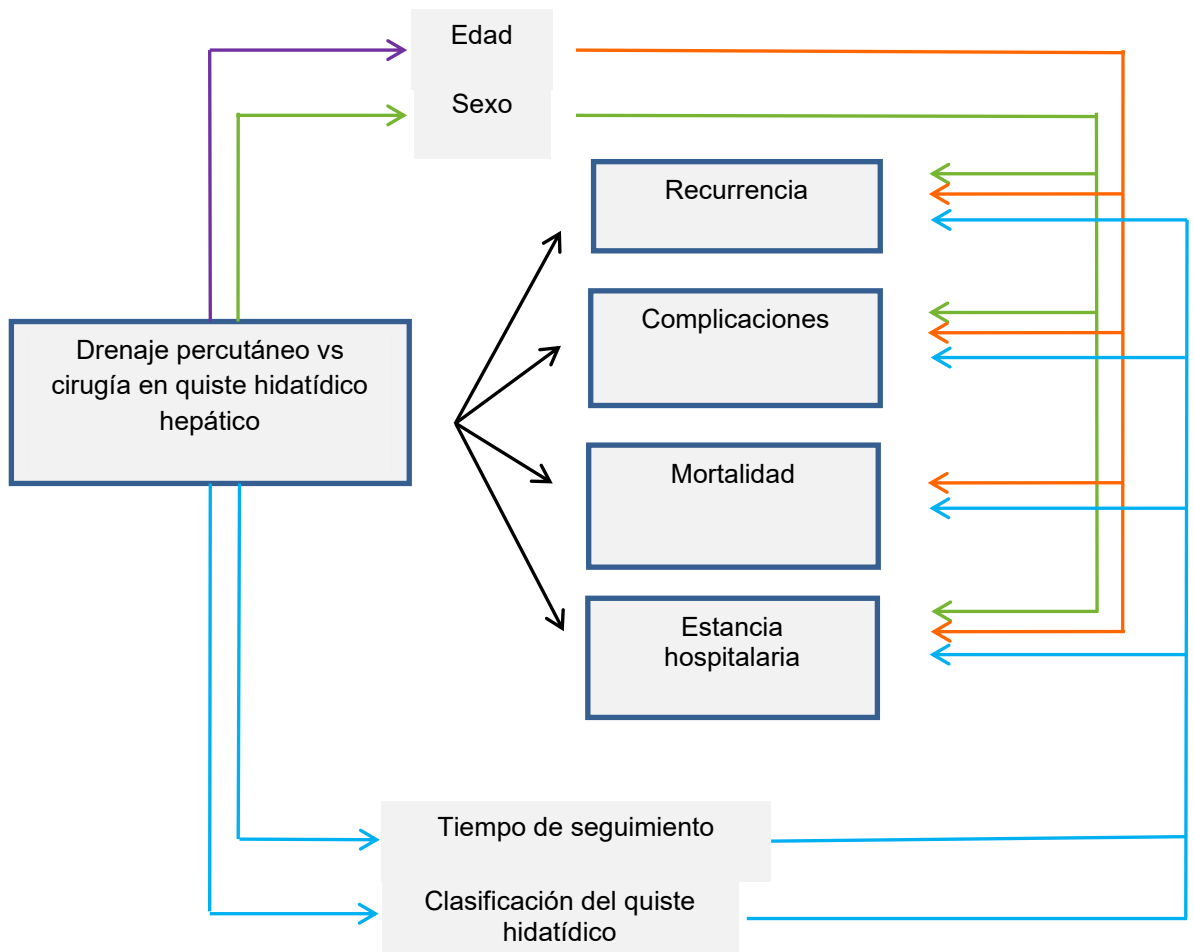 Edad
Sexo
Recurrencia
Complicaciones
Drenaje percutáneo vs
cirugía en quiste hidatídico
hepático
Mortalidad
Estancia
hospitalaria
Tiempo de seguimiento
Clasificación del quiste
hidatídico